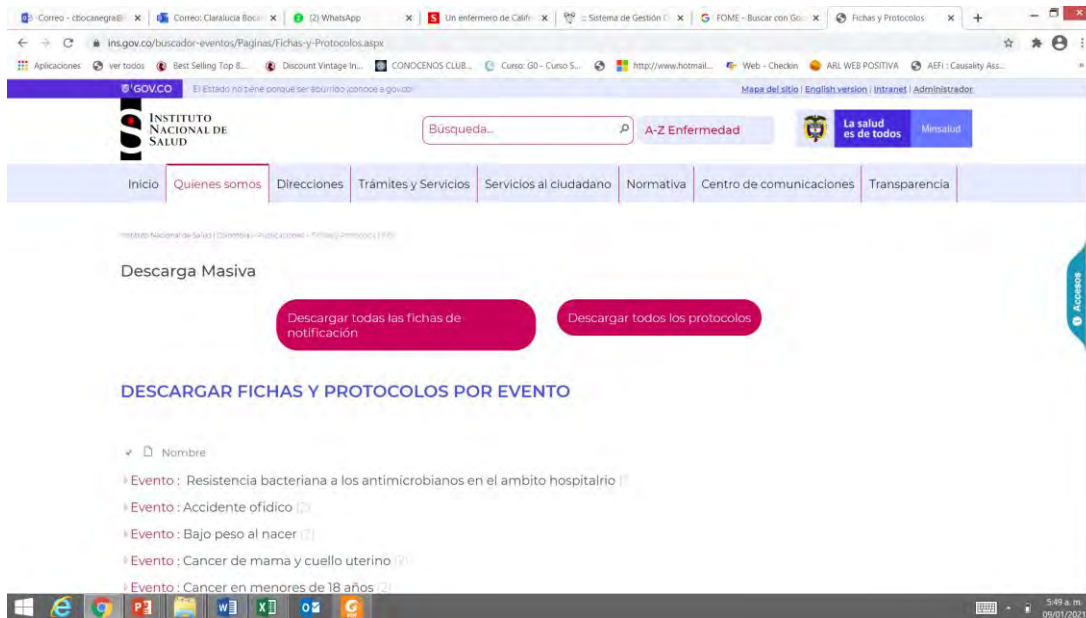 Correo - cbocanegra@
Correo: Claralucia Boca
(2) WhatsApp
Un enfermero de Califr
:: Sistema de Gestión D
FOME - Buscar con Go
Fichas y Protocolos
ins.gov.co/buscador-eventos/Paginas/Fichas-y-Protocolos.aspx
Aplicaciones
ver todos
Best Selling Top 8...
Discount Vintage In...
CONOCENOS CLUB...
Curso: G0 - Curso S...
http://www.hotmail...
Web - Checkin
ARL WEB POSITIVA
AEFI : Causality Ass...
GOV.CO
El Estado no tiene porque ser aburrido ¡conoce a gov.co!
Mapa del sitio | English version | Intranet | Administrador
INSTITUTO
NACIONAL DE
SALUD
Búsqueda...
A-Z Enfermedad
La salud
es de todos
Minsalud
Inicio
Quienes somos
Direcciones
Trámites y Servicios
Servicios al ciudadano
Normativa
Centro de comunicaciones
Transparencia
Descarga Masiva
Accesos
Descargar todas las fichas de
notificación
Descargar todos los protocolos
DESCARGAR FICHAS Y PROTOCOLOS POR EVENTO
Nombre
Evento : Resistencia bacteriana a los antimicrobianos en el ambito hospitalrio
Evento : Accidente ofidico (2)
Evento : Bajo peso al nacer (2)
Evento : Cancer de mama y cuello uterino (2)
Evento : Cancer en menores de 18 años (2)
5:49 a. m.
09/01/2021